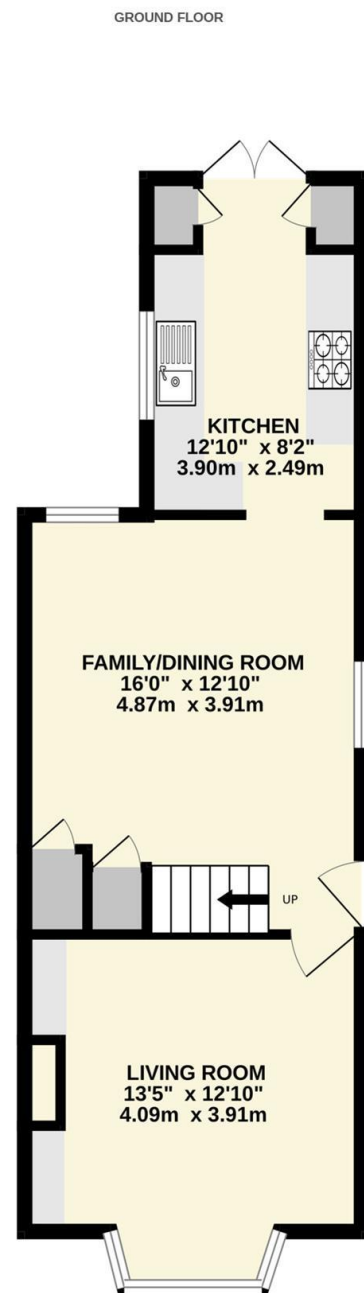 GROUND FLOOR
KITCHEN
12'10" x 8'2"
3.90m x 2.49m
FAMILY/DINING ROOM
16'0" x 12'10"
4.87m x 3.91m
UP
LIVING ROOM
13'5" x 12'10"
4.09m x 3.91m